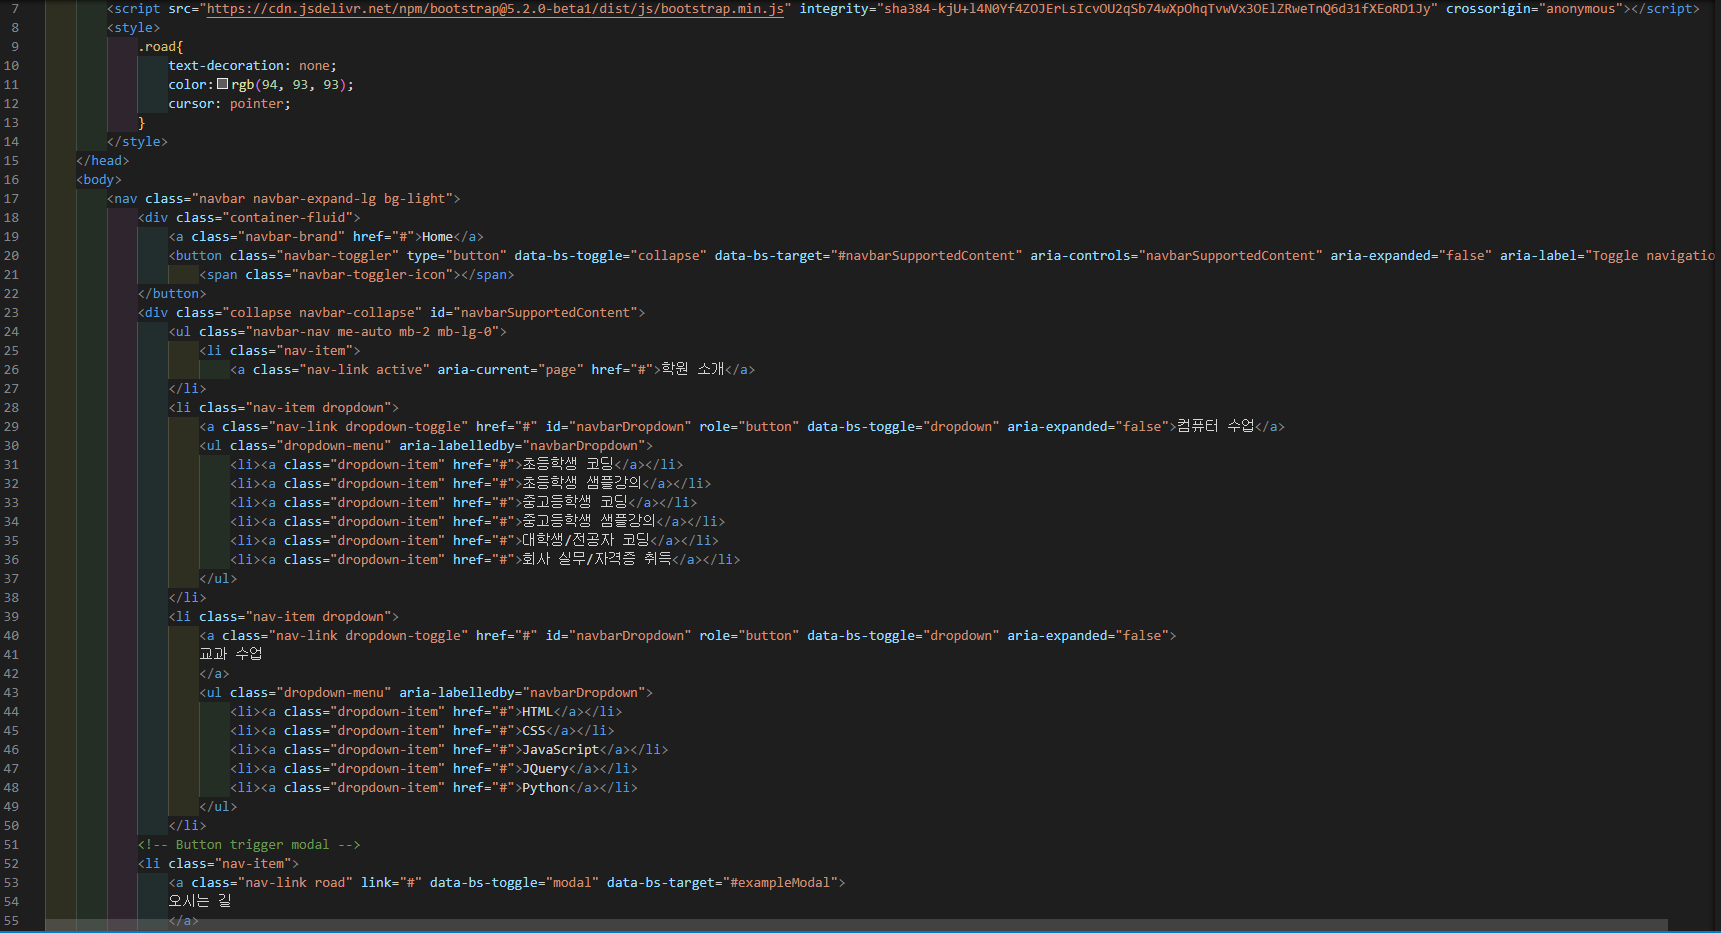 7 <script src="https://cdn.jsdelivr.net/npm/bootstrap@5.2.0-beta1/dist/js/bootstrap.min.js" integrity="sha384-kjU+l4N0Yf4ZOJErLsIcvOU2qSb74wXpOhqTvwVx3OElZRweTnQ6d31fXEoRD1Jy" crossorigin="anonymous"></script>
8 <style>
9 .road{
10 text-decoration: none;
11 color: rgb(94, 93, 93);
12 cursor: pointer;
13 }
14 </style>
15 </head>
16 <body>
17 <nav class="navbar navbar-expand-lg bg-light">
18 <div class="container-fluid">
19 <a class="navbar-brand" href="#">Home</a>
20 <button class="navbar-toggler" type="button" data-bs-toggle="collapse" data-bs-target="#navbarSupportedContent" aria-controls="navbarSupportedContent" aria-expanded="false" aria-label="Toggle navigatio
21 <span class="navbar-toggler-icon"></span>
22 </button>
23 <div class="collapse navbar-collapse" id="navbarSupportedContent">
24 <ul class="navbar-nav me-auto mb-2 mb-lg-0">
25 <li class="nav-item">
26 <a class="nav-link active" aria-current="page" href="#">학원 소개</a>
27 </li>
28 <li class="nav-item dropdown">
29 <a class="nav-link dropdown-toggle" href="#" id="navbarDropdown" role="button" data-bs-toggle="dropdown" aria-expanded="false">컴퓨터 수업</a>
30 <ul class="dropdown-menu" aria-labelledby="navbarDropdown">
31 <li><a class="dropdown-item" href="#">초등학생 코딩</a></li>
32 <li><a class="dropdown-item" href="#">초등학생 샘플강의</a></li>
33 <li><a class="dropdown-item" href="#">중고등학생 코딩</a></li>
34 <li><a class="dropdown-item" href="#">중고등학생 샘플강의</a></li>
35 <li><a class="dropdown-item" href="#">대학생/전공자 코딩</a></li>
36 <li><a class="dropdown-item" href="#">회사 실무/자격증 취득</a></li>
37 </ul>
38 </li>
39 <li class="nav-item dropdown">
40 <a class="nav-link dropdown-toggle" href="#" id="navbarDropdown" role="button" data-bs-toggle="dropdown" aria-expanded="false">
41 교과 수업
42 </a>
43 <ul class="dropdown-menu" aria-labelledby="navbarDropdown">
44 <li><a class="dropdown-item" href="#">HTML</a></li>
45 <li><a class="dropdown-item" href="#">CSS</a></li>
46 <li><a class="dropdown-item" href="#">JavaScript</a></li>
47 <li><a class="dropdown-item" href="#">JQuery</a></li>
48 <li><a class="dropdown-item" href="#">Python</a></li>
49 </ul>
50 </li>
51 <!-- Button trigger modal -->
52 <li class="nav-item">
53 <a class="nav-link road" link="#" data-bs-toggle="modal" data-bs-target="#exampleModal">
54 오시는 길
55 </a>